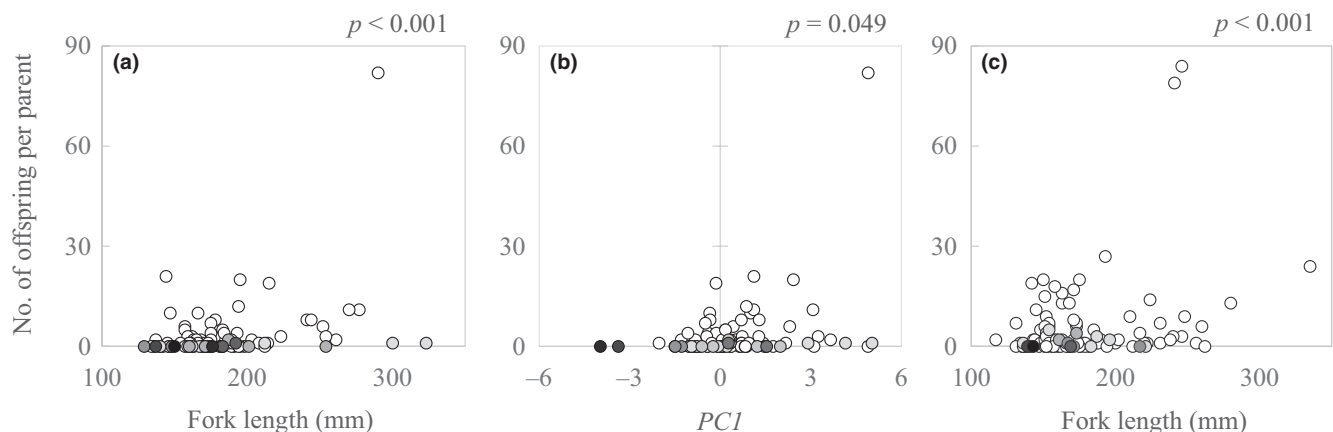 p < 0.001
p = 0.049
p < 0.001
No. of offspring per parent
90
60
30
0
(a)
100
200
300
Fork length (mm)
90
60
30
0
(b)
−6
−3
0
3
6
PC1
90
60
30
0
(c)
100
200
300
Fork length (mm)